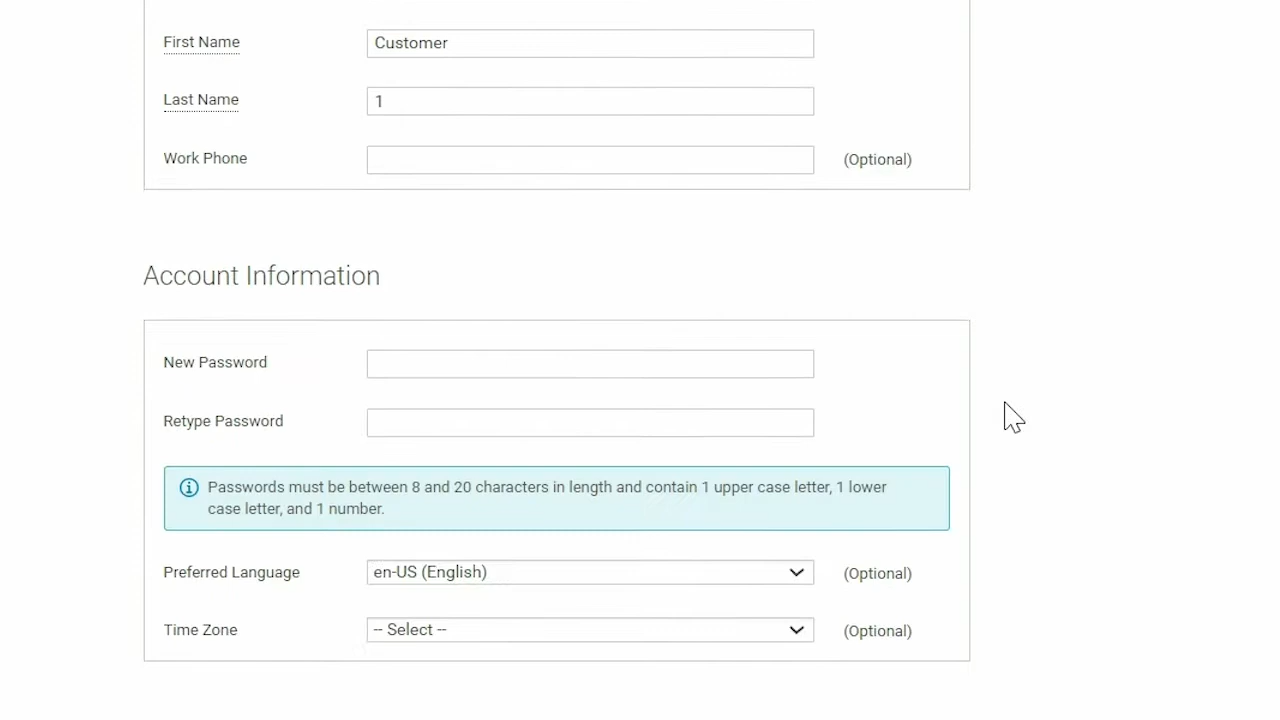 First Name
Customer
Last Name
1
Work Phone
(Optional)
Account Information
New Password
Retype Password
Passwords must be between 8 and 20 characters in length and contain 1 upper case letter, 1 lower
case letter, and 1 number.
Preferred Language
en-US (English)
(Optional)
Time Zone
-- Select --
(Optional)